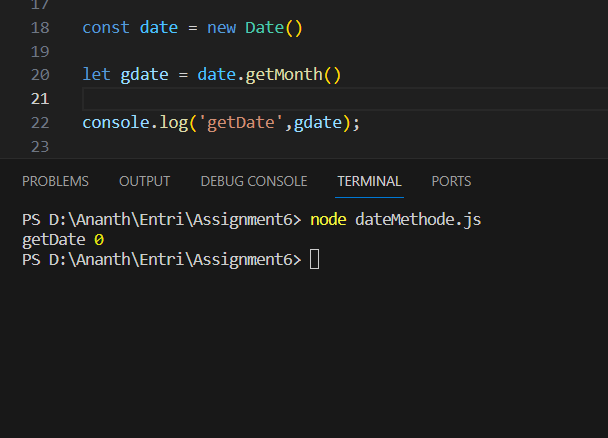 17
18 const date = new Date()
19
20 let gdate = date.getMonth()
21
22 console.log('getDate',gdate);
23
PROBLEMS OUTPUT DEBUG CONSOLE TERMINAL PORTS
PS D:\Ananth\Entri\Assignment6> node dateMethode.js
getDate 0
PS D:\Ananth\Entri\Assignment6>